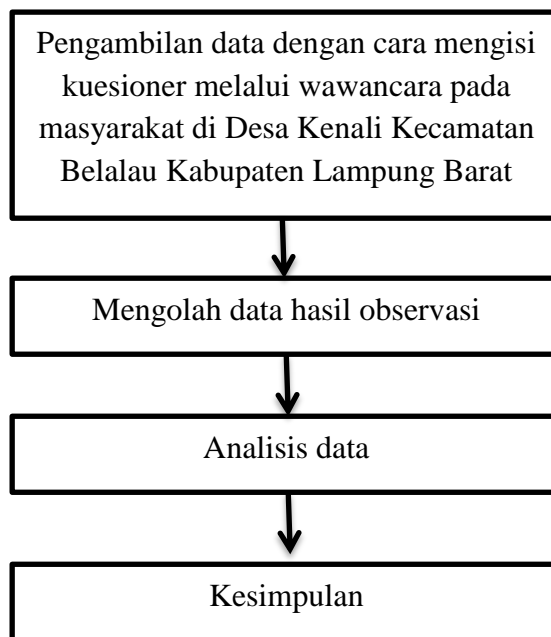 Pengambilan data dengan cara mengisi
kuesioner melalui wawancara pada
masyarakat di Desa Kenali Kecamatan
Belalau Kabupaten Lampung Barat
Mengolah data hasil observasi
Analisis data
Kesimpulan